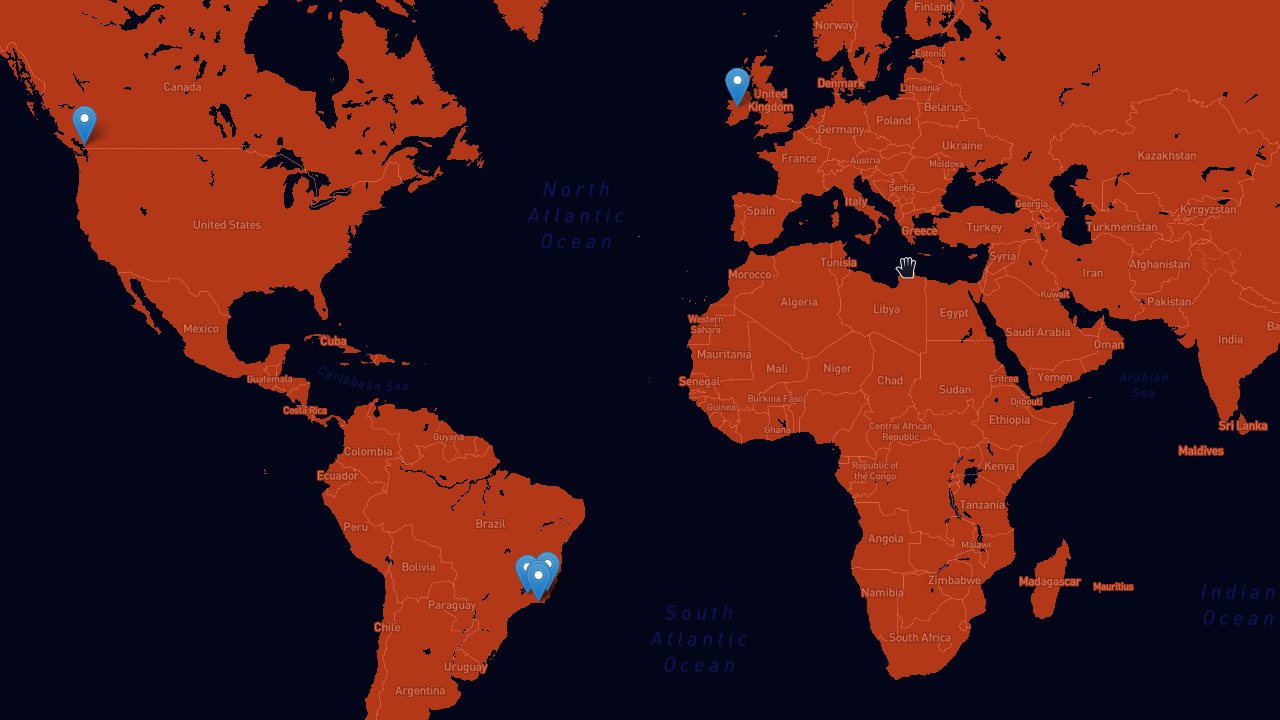 Finland
Norway
Estonia
Canada
Denmark
Lithuania
United
Kingdom
Belarus
Poland
Germany
Ukraine
France
Austria
Moldova
Kazakhstan
North
Atlantic
Ocean
Serbia
Italy
Georgia
Kyrgyzstan
Spain
United States
Greece
Turkey
Turkmenistan
Syria
Tunisia
Afghanistan
Morocco
Iran
Kuwait
Algeria
Libya
Egypt
Pakistan
Western
Sahara
Mexico
Saudi Arabia
India
Ba
Cuba
Oman
Mauritania
Mali
Niger
Guatemala
Caribbean Sea
Senegal
Chad
Sudan
Eritrea
Yemen
Arabian
Sea
Burkina Faso
Djibouti
Costa Rica
Guinea
Ethiopia
Ghana
Central African
Republic
Sri Lanka
Guyana
Colombia
Maldives
Republic of
the Congo
Kenya
Ecuador
Tanzania
Peru
Brazil
Angola
Malawi
Bolivia
Zimbabwe
Madagascar
Mauritius
Namibia
Indian
Ocean
Paraguay
South
Atlantic
Ocean
Chile
South Africa
Uruguay
Argentina